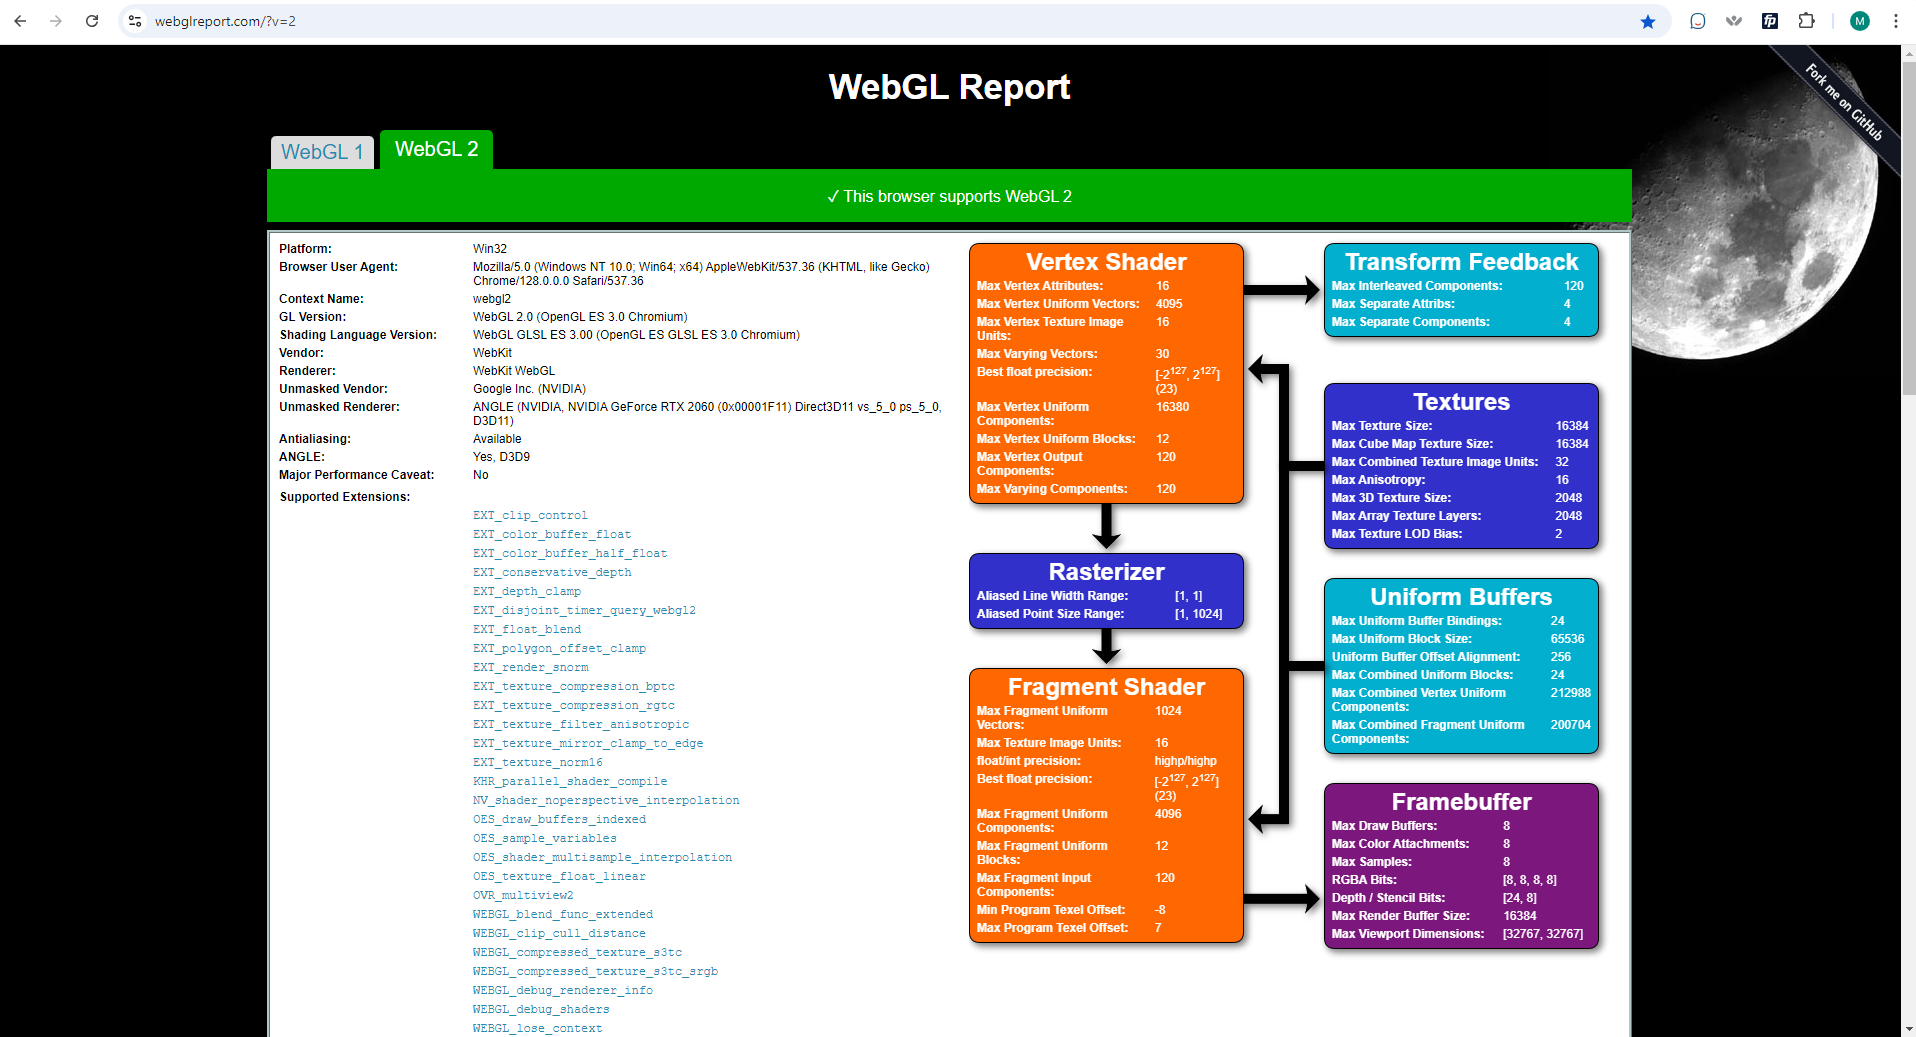 webglreport.com/?v=2
fp
M
WebGL Report
Fork me on GitHub
WebGL 1
WebGL 2
✓ This browser supports WebGL 2
Platform: Win32
Browser User Agent: Mozilla/5.0 (Windows NT 10.0; Win64; x64) AppleWebKit/537.36 (KHTML, like Gecko)
Chrome/128.0.0.0 Safari/537.36
Context Name: webgl2
GL Version: WebGL 2.0 (OpenGL ES 3.0 Chromium)
Shading Language Version: WebGL GLSL ES 3.00 (OpenGL ES GLSL ES 3.0 Chromium)
Vendor: WebKit
Renderer: WebKit WebGL
Unmasked Vendor: Google Inc. (NVIDIA)
Unmasked Renderer: ANGLE (NVIDIA, NVIDIA GeForce RTX 2060 (0x00001F11) Direct3D11 vs_5_0 ps_5_0,
D3D11)
Antialiasing: Available
ANGLE: Yes, D3D9
Major Performance Caveat: No
Supported Extensions:
EXT_clip_control
EXT_color_buffer_float
EXT_color_buffer_half_float
EXT_conservative_depth
EXT_depth_clamp
EXT_disjoint_timer_query_webgl2
EXT_float_blend
EXT_polygon_offset_clamp
EXT_render_snorm
EXT_texture_compression_bptc
EXT_texture_compression_rgtc
EXT_texture_filter_anisotropic
EXT_texture_mirror_clamp_to_edge
EXT_texture_norm16
KHR_parallel_shader_compile
NV_shader_noperspective_interpolation
OES_draw_buffers_indexed
OES_sample_variables
OES_shader_multisample_interpolation
OES_texture_float_linear
OVR_multiview2
WEBGL_blend_func_extended
WEBGL_clip_cull_distance
WEBGL_compressed_texture_s3tc
WEBGL_compressed_texture_s3tc_srgb
WEBGL_debug_renderer_info
WEBGL_debug_shaders
WEBGL_lose_context
Vertex Shader
Max Vertex Attributes: 16
Max Vertex Uniform Vectors: 4095
Max Vertex Texture Image 16
Units:
Max Varying Vectors: 30
Best float precision: [-2^127, 2^127]
(23)
Max Vertex Uniform 16380
Components:
Max Vertex Uniform Blocks: 12
Max Vertex Output 120
Components:
Max Varying Components: 120
Rasterizer
Aliased Line Width Range: [1, 1]
Aliased Point Size Range: [1, 1024]
Fragment Shader
Max Fragment Uniform 1024
Vectors:
Max Texture Image Units: 16
float/int precision: highp/highp
Best float precision: [-2^127, 2^127]
(23)
Max Fragment Uniform 4096
Components:
Max Fragment Uniform 12
Blocks:
Max Fragment Input 120
Components:
Min Program Texel Offset: -8
Max Program Texel Offset: 7
Transform Feedback
Max Interleaved Components: 120
Max Separate Attribs: 4
Max Separate Components: 4
Textures
Max Texture Size: 16384
Max Cube Map Texture Size: 16384
Max Combined Texture Image Units: 32
Max Anisotropy: 16
Max 3D Texture Size: 2048
Max Array Texture Layers: 2048
Max Texture LOD Bias: 2
Uniform Buffers
Max Uniform Buffer Bindings: 24
Max Uniform Block Size: 65536
Uniform Buffer Offset Alignment: 256
Max Combined Uniform Blocks: 24
Max Combined Vertex Uniform 212988
Components:
Max Combined Fragment Uniform 200704
Components:
Framebuffer
Max Draw Buffers: 8
Max Color Attachments: 8
Max Samples: 8
RGBA Bits: [8, 8, 8, 8]
Depth / Stencil Bits: [24, 8]
Max Render Buffer Size: 16384
Max Viewport Dimensions: [32767, 32767]